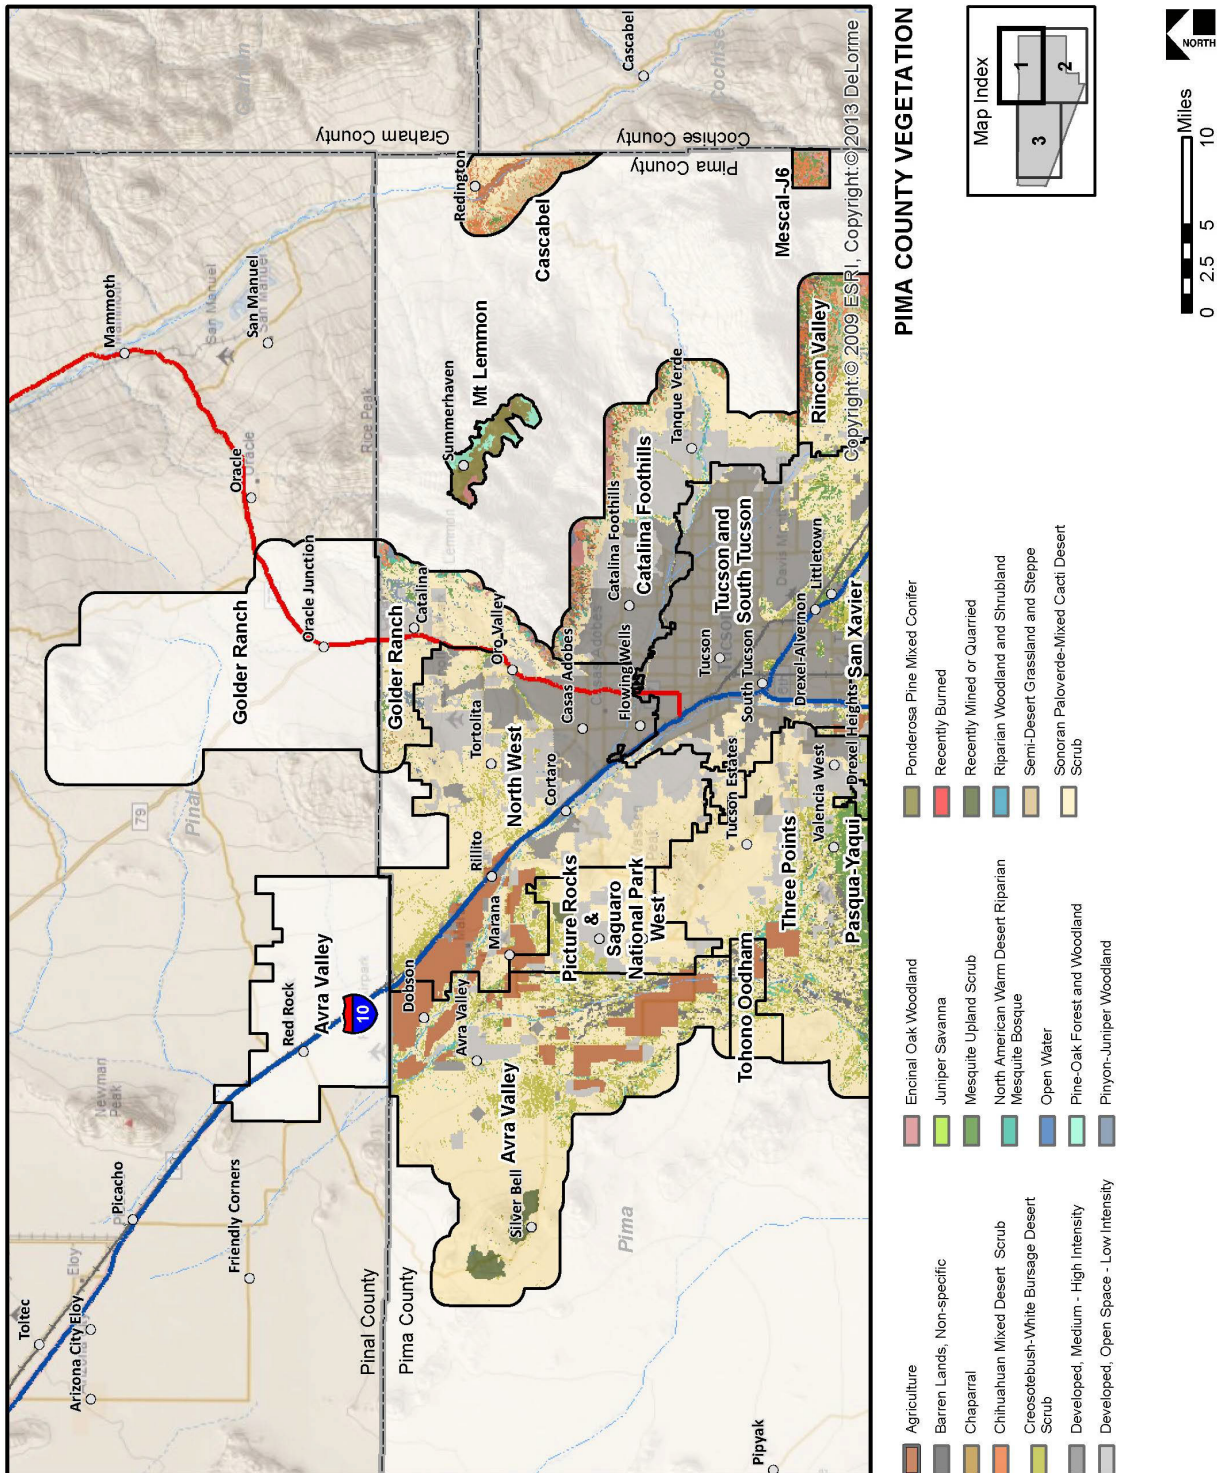 Toltec
Arizona City
Eloy
Picacho
Friendly Corners
Newman
Peak
Red Rock
Avra Valley
10
79
Pinal
Golder Ranch
Oracle Junction
Oracle
Oracle
Mammoth
San Manuel
San Manuel
San Manuel
Rice Peak
Graham County
Cascabel
Cochise
Cochise County
Pima County
Pinal County
Pima County
Redington
Cascabel
Mescal-J6
Summerhaven
Mt Lemmon
Golder Ranch
Catalina
Oro Valley
Tortolita
North West
Casas Adobes
Cortaro
Flowing Wells
Catalina Foothills
Catalina Foothills
Tanque Verde
Rincon Valley
Rillito
Marana
Dobson
Avra Valley
Avra Valley
Silver Bell
Picture Rocks
&
Saguaro
National Park
West
Tucson Estates
Tucson
Tucson and
South Tucson
South Tucson
Drexel-Alvernon
Littletown
San Xavier
Drexel Heights
Valencia West
Three Points
Pasqua-Yaqui
Tohono Oodham
Pima
Pipyak
Copyright:© 2009 ESRI, Copyright:© 2013 DeLorme
PIMA COUNTY VEGETATION
Agriculture
Barren Lands, Non-specific
Chaparral
Chihuahuan Mixed Desert Scrub
Creosotebush-White Bursage Desert
Scrub
Developed, Medium - High Intensity
Developed, Open Space - Low Intensity
Encinal Oak Woodland
Juniper Savanna
Mesquite Upland Scrub
North American Warm Desert Riparian
Mesquite Bosque
Open Water
Pine-Oak Forest and Woodland
Pinyon-Juniper Woodland
Ponderosa Pine Mixed Conifer
Recently Burned
Recently Mined or Quarried
Riparian Woodland and Shrubland
Semi-Desert Grassland and Steppe
Sonoran Paloverde-Mixed Cacti Desert
Scrub
Map Index
1
2
3
0 2.5 5 10
Miles
NORTH